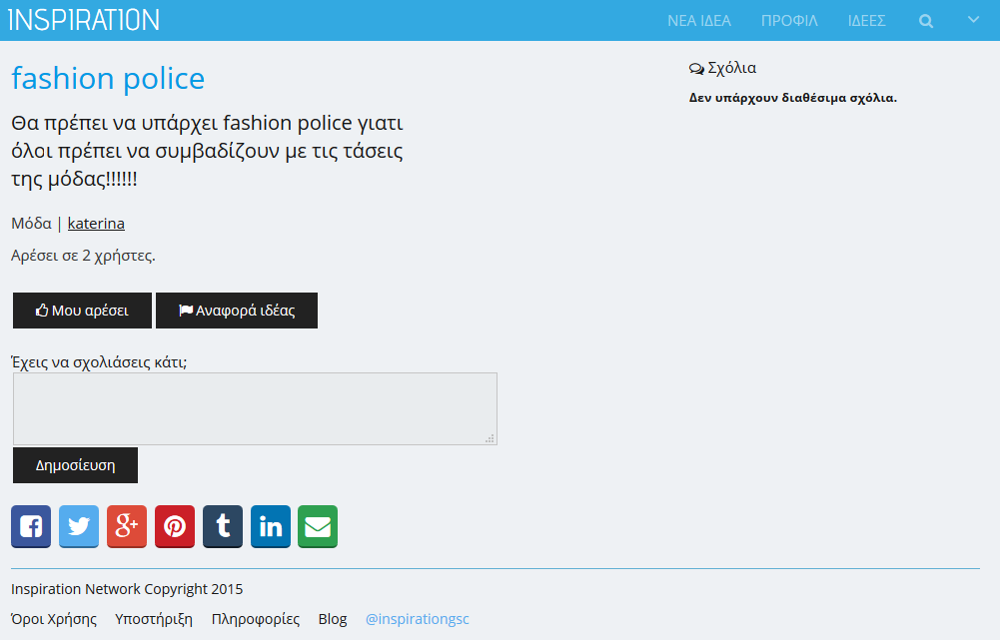 INSPIRATION
ΝΕΑ ΙΔΕΑ ΠΡΟΦΙΛ ΙΔΕΕΣ
fashion police
Θα πρέπει να υπάρχει fashion police γιατι
όλοι πρέπει να συμβαδίζουν με τις τάσεις
της μόδας!!!!!!
Μόδα | katerina
Αρέσει σε 2 χρήστες.
Μου αρέσει
Αναφορά ιδέας
Έχεις να σχολιάσεις κάτι;
Δημοσίευση
Σχόλια
Δεν υπάρχουν διαθέσιμα σχόλια.
Inspiration Network Copyright 2015
Όροι Χρήσης Υποστήριξη Πληροφορίες Blog @inspirationgsc